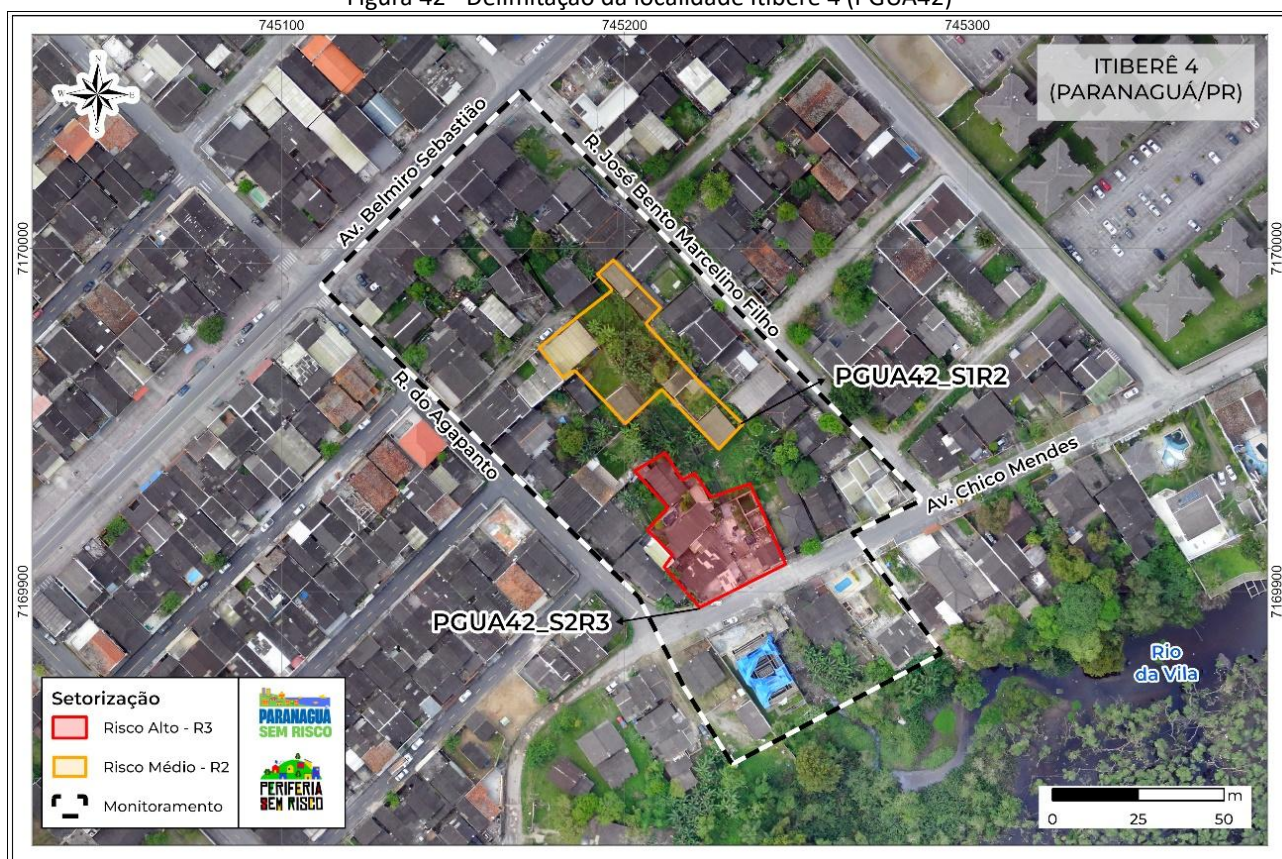 Figura 42 - Delimitação da localidade Itiberê 4 (PGUA42)
745100
745200
745300
ITIBERÊ 4
(PARANAGUÁ/PR)
N
W
E
S
Av. Belmiro Sebastião
R. José Bento Marcelino Filho
7170000
7170000
PGUA42_S1R2
R. do Agapanto
Av. Chico Mendes
7169900
7169900
PGUA42_S2R3
Rio
da Vila
Setorização
Risco Alto - R3
Risco Médio - R2
Monitoramento
PARANAGUÁ
SEM RISCO
PERIFERIA
SEM RISCO
0
25
50
m